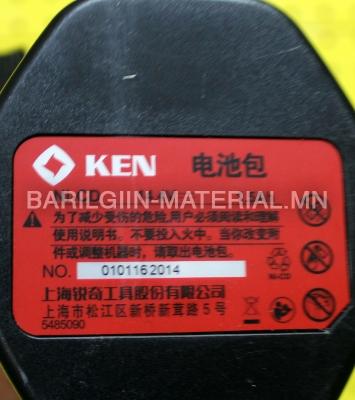 KEN 电池包
BARILGIIN-MATERIAL.MN
为了减少受伤的危险,用户必须阅读和理解
使用说明书。不要投入火中。当你改变附
件或调整机器时,请取出电池包。
NO. 0101162014
Ni-CD
上海锐奇工具股份有限公司
上海市松江区新桥新茸路5号
5485090